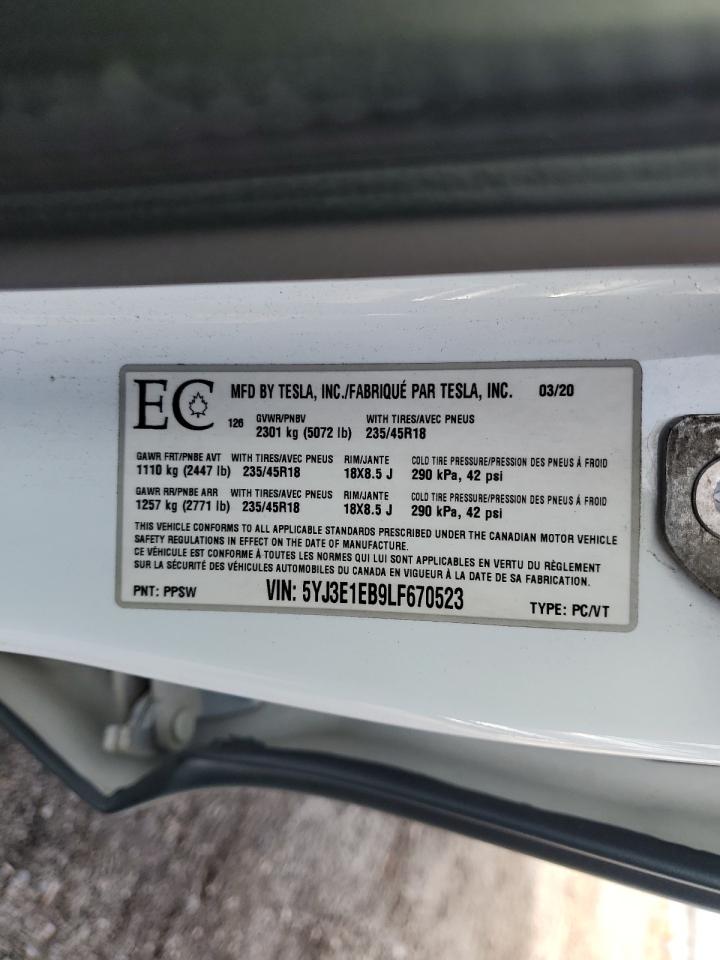 EC MFD BY TESLA, INC./FABRIQUÉ PAR TESLA, INC. 03/20
126 GVWR/PNBV WITH TIRES/AVEC PNEUS
2301 kg (5072 lb) 235/45R18
GAWR FRT/PNBE AVT WITH TIRES/AVEC PNEUS RIM/JANTE COLD TIRE PRESSURE/PRESSION DES PNEUS À FROID
1110 kg (2447 lb) 235/45R18 18X8.5 J 290 kPa, 42 psi
GAWR RR/PNBE ARR WITH TIRES/AVEC PNEUS RIM/JANTE COLD TIRE PRESSURE/PRESSION DES PNEUS À FROID
1257 kg (2771 lb) 235/45R18 18X8.5 J 290 kPa, 42 psi
THIS VEHICLE CONFORMS TO ALL APPLICABLE STANDARDS PRESCRIBED UNDER THE CANADIAN MOTOR VEHICLE
SAFETY REGULATIONS IN EFFECT ON THE DATE OF MANUFACTURE.
CE VÉHICULE EST CONFORME À TOUTES LES NORMES QUI LUI SONT APPLICABLES EN VERTU DU RÈGLEMENT
SUR LA SÉCURITÉ DES VÉHICULES AUTOMOBILES DU CANADA EN VIGUEUR À LA DATE DE SA FABRICATION.
PNT: PPSW VIN: 5YJ3E1EB9LF670523 TYPE: PC/VT